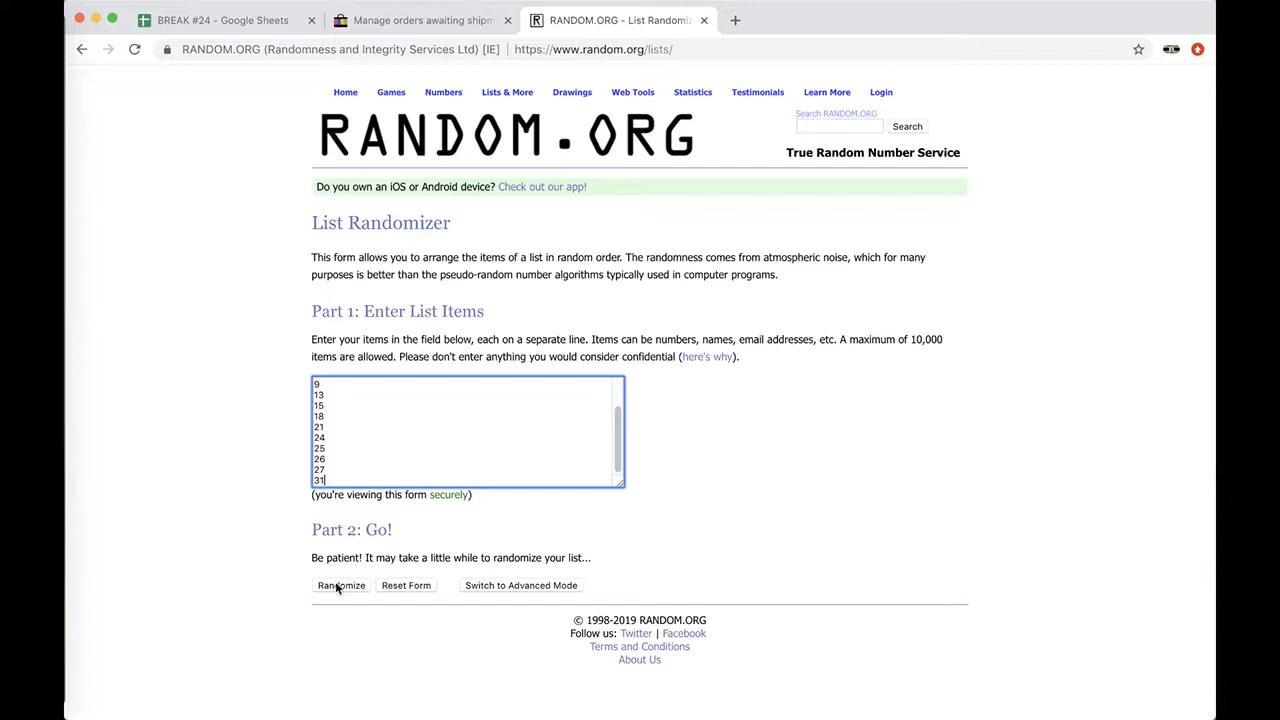 BREAK #24 - Google Sheets
Manage orders awaiting shipm
RANDOM.ORG - List Randomiz
RANDOM.ORG (Randomness and Integrity Services Ltd) [IE] | https://www.random.org/lists/
Home Games Numbers Lists & More Drawings Web Tools Statistics Testimonials Learn More Login
RANDOM.ORG
Search RANDOM.ORG
Search
True Random Number Service
Do you own an iOS or Android device? Check out our app!
List Randomizer
This form allows you to arrange the items of a list in random order. The randomness comes from atmospheric noise, which for many
purposes is better than the pseudo-random number algorithms typically used in computer programs.
Part 1: Enter List Items
Enter your items in the field below, each on a separate line. Items can be numbers, names, email addresses, etc. A maximum of 10,000
items are allowed. Please don't enter anything you would consider confidential (here's why).
9
13
15
18
21
24
25
26
27
31
(you're viewing this form securely)
Part 2: Go!
Be patient! It may take a little while to randomize your list...
Randomize Reset Form Switch to Advanced Mode
© 1998-2019 RANDOM.ORG
Follow us: Twitter | Facebook
Terms and Conditions
About Us